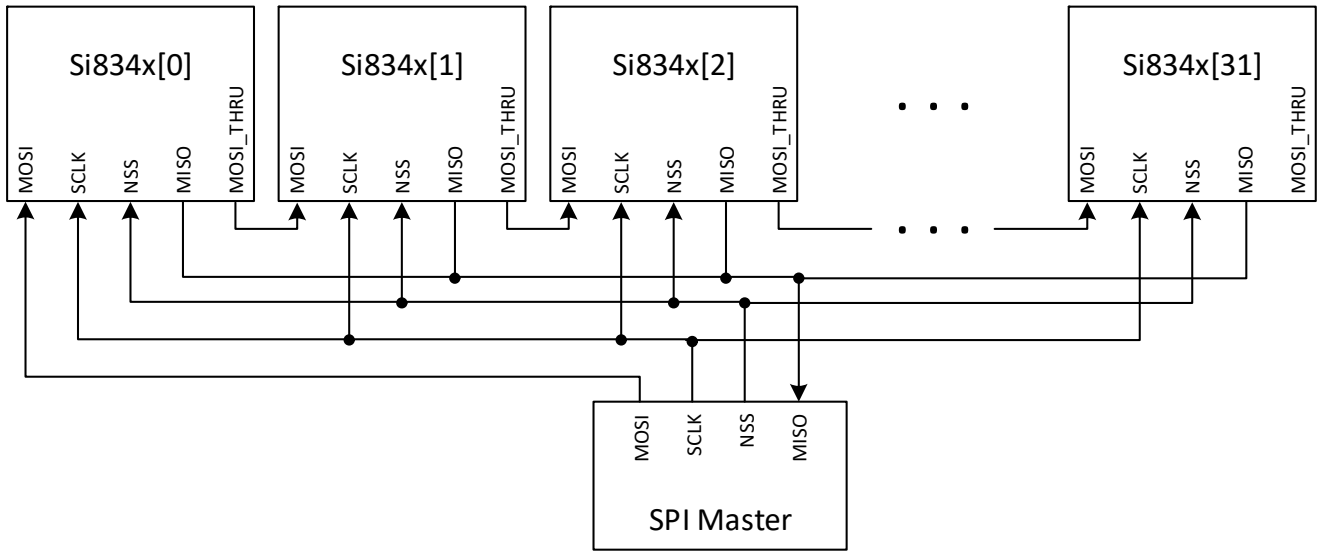 Si834x[0]
MOSI
SCLK
NSS
MISO
MOSI_THRU
Si834x[1]
MOSI
SCLK
NSS
MISO
MOSI_THRU
Si834x[2]
MOSI
SCLK
NSS
MISO
MOSI_THRU
. . .
. . .
Si834x[31]
MOSI
SCLK
NSS
MISO
MOSI_THRU
MOSI
SCLK
NSS
MISO
SPI Master